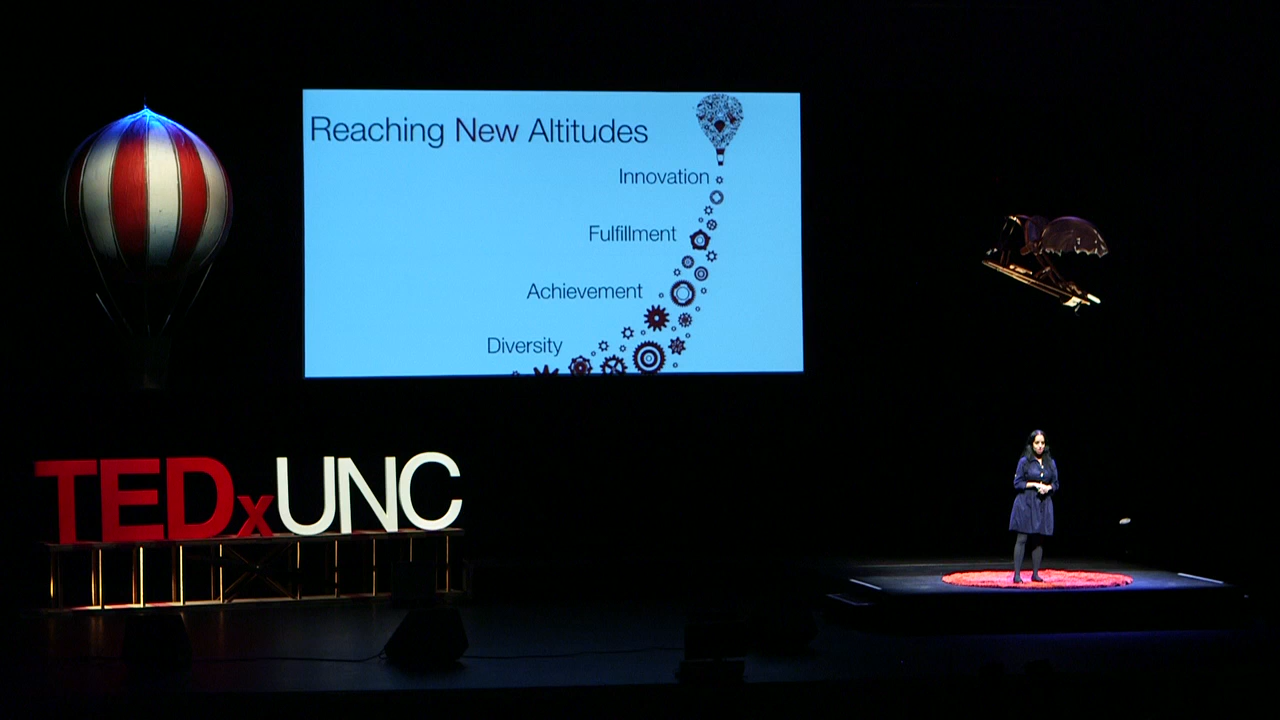 Reaching New Altitudes
Innovation
Fulfillment
Achievement
Diversity
TEDxUNC